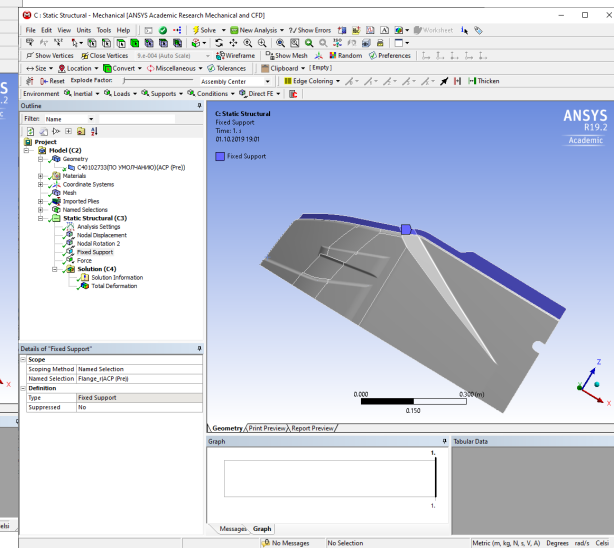 C : Static Structural - Mechanical [ANSYS Academic Research Mechanical and CFD]
File Edit View Units Tools Help
Solve
New Analysis
?/ Show Errors
Worksheet
Show Vertices
Close Vertices
9.e-004 (Auto Scale)
Wireframe
Show Mesh
Random
Preferences
Size
Location
Convert
Miscellaneous
Tolerances
Clipboard
[Empty]
Reset
Explode Factor:
Assembly Center
Edge Coloring
Thicken
Environment
Inertial
Loads
Supports
Conditions
Direct FE
Outline
Filter: Name
Project
Model (C2)
Geometry
C40102733(ПО УМОЛЧАНИЮ)(ACP (Pre))
Materials
Coordinate Systems
Mesh
Imported Plies
Named Selections
Static Structural (C3)
Analysis Settings
Nodal Displacement
Nodal Rotation 2
Fixed Support
Force
Solution (C4)
Solution Information
Total Deformation
Details of "Fixed Support"
Scope
Scoping Method Named Selection
Named Selection Flange_r(ACP (Pre))
Definition
Type Fixed Support
Suppressed No
C: Static Structural
Fixed Support
Time: 1. s
01.10.2019 19:01
Fixed Support
ANSYS
R19.2
Academic
0.000
0.300 (m)
0.150
Z
X
Geometry
Print Preview
Report Preview
Graph
1.
1.
Messages
Graph
Tabular Data
No Messages
No Selection
Metric (m, kg, N, s, V, A)
Degrees
rad/s
Celsi